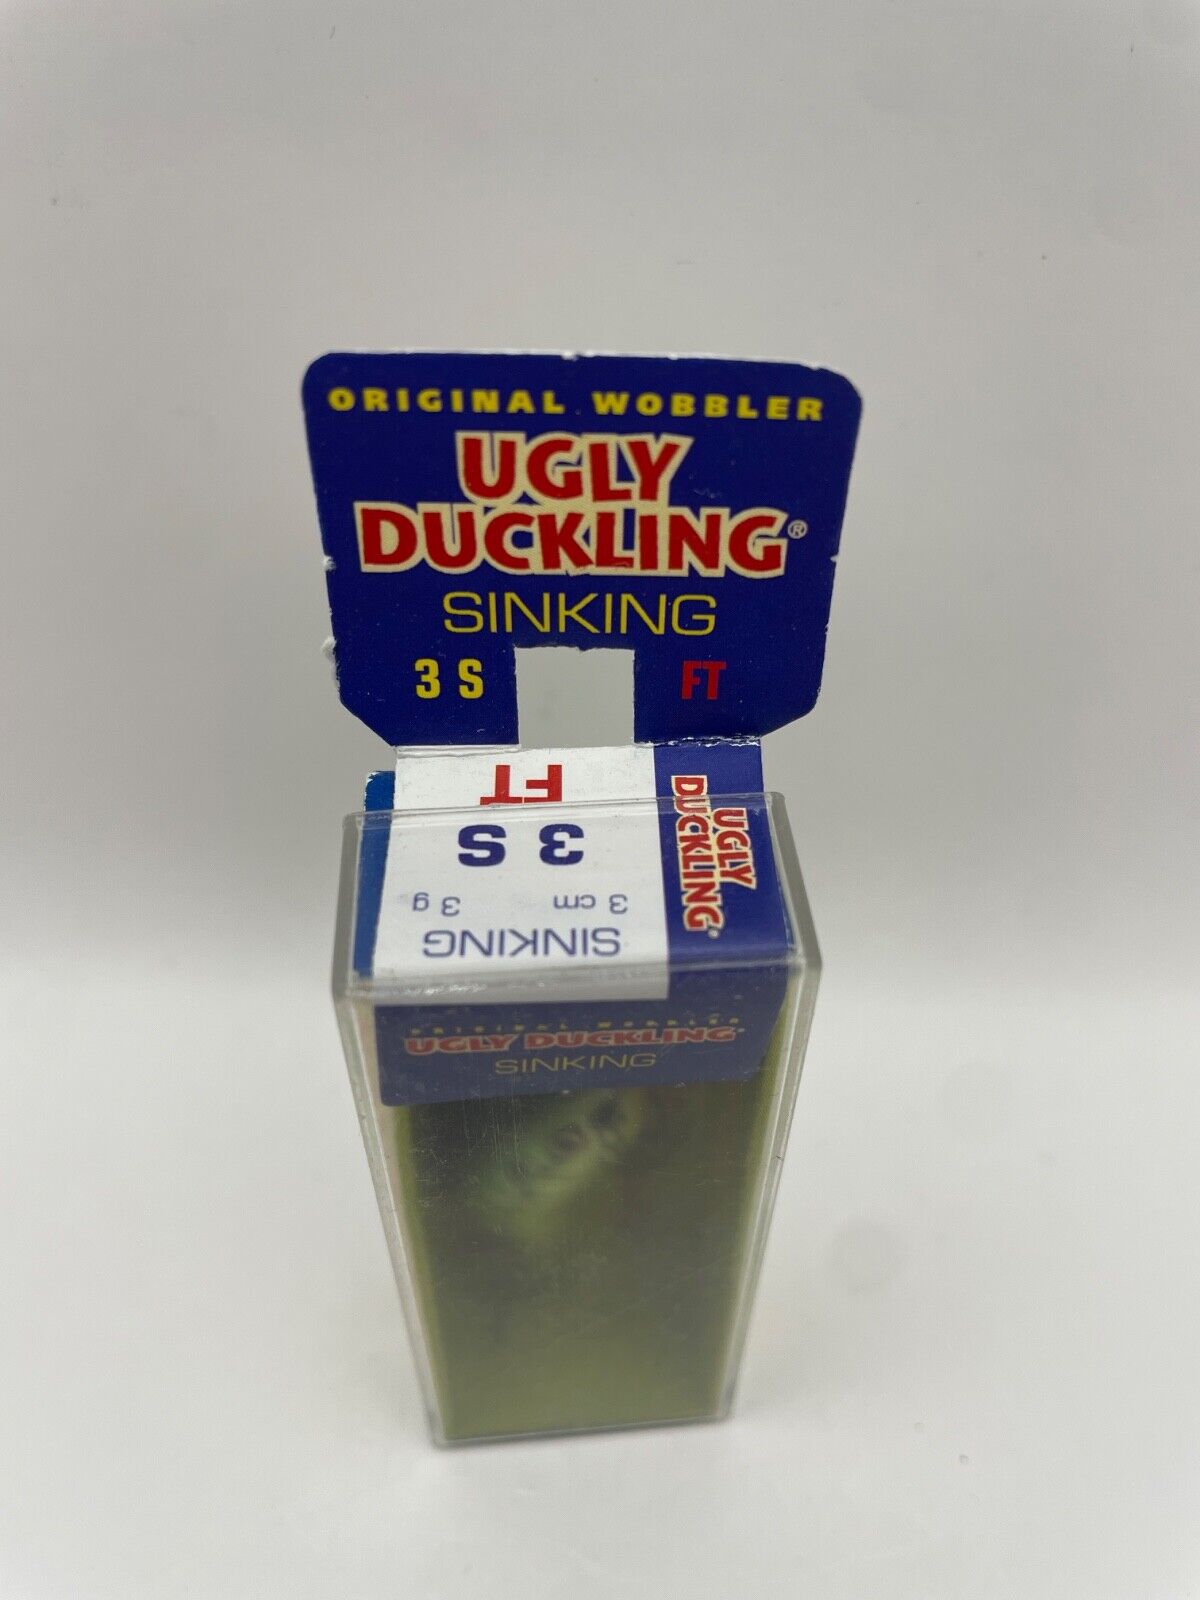 ORIGINAL WOBBLER
UGLY
DUCKLING®
SINKING
3 S FT
FT
3 S
3 cm 3 g
SINKING
UGLY
DUCKLING®
ORIGINAL WOBBLER
UGLY DUCKLING®
SINKING